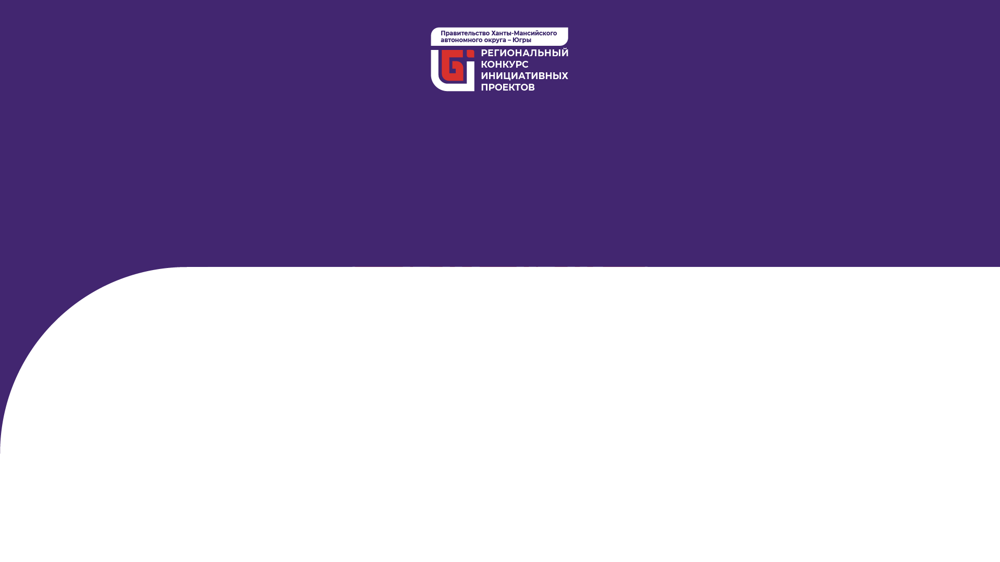 Правительство Ханты-Мансийского
автономного округа – Югры
РЕГИОНАЛЬНЫЙ
КОНКУРС
ИНИЦИАТИВНЫХ
ПРОЕКТОВ